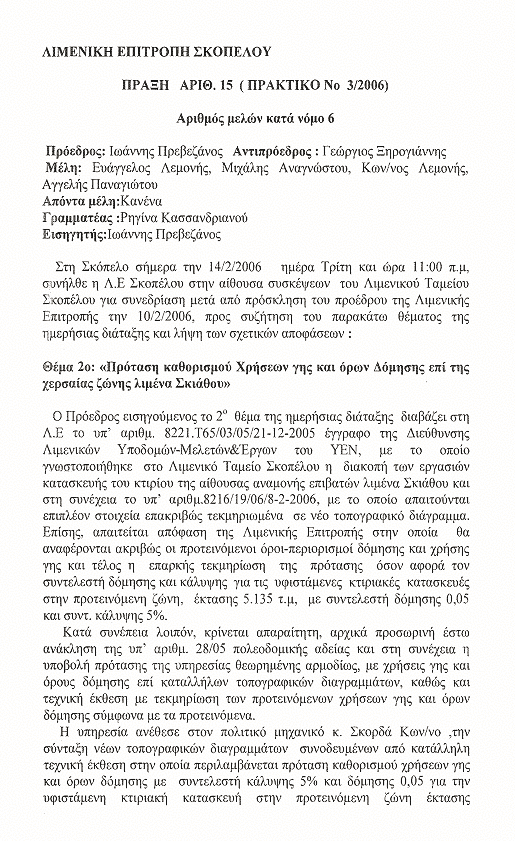 ΛΙΜΕΝΙΚΗ ΕΠΙΤΡΟΠΗ ΣΚΟΠΕΛΟΥ
ΠΡΑΞΗ ΑΡΙΘ. 15 ( ΠΡΑΚΤΙΚΟ Νο 3/2006)
Αριθμός μελών κατά νόμο 6
Πρόεδρος: Ιωάννης Πρεβεζάνος Αντιπρόεδρος : Γεώργιος Ξηρογιάννης
Μέλη: Ευάγγελος Λεμονής, Μιχάλης Αναγνώστου, Κων/νος Λεμονής,
Αγγελής Παναγιώτου
Απόντα μέλη:Κανένα
Γραμματέας :Ρηγίνα Κασσανδριανού
Εισηγητής:Ιωάννης Πρεβεζάνος
Στη Σκόπελο σήμερα την 14/2/2006 ημέρα Τρίτη και ώρα 11:00 π.μ,
συνήλθε η Λ.Ε Σκοπέλου στην αίθουσα συσκέψεων του Λιμενικού Ταμείου
Σκοπέλου για συνεδρίαση μετά από πρόσκληση του προέδρου της Λιμενικής
Επιτροπής την 10/2/2006, προς συζήτηση του παρακάτω θέματος της
ημερήσιας διάταξης και λήψη των σχετικών αποφάσεων :
Θέμα 2ο: «Πρόταση καθορισμού Χρήσεων γης και όρων Δόμησης επί της
χερσαίας ζώνης λιμένα Σκιάθου»
Ο Πρόεδρος εισηγούμενος το 2ο θέμα της ημερήσιας διάταξης διαβάζει στη
Λ.Ε το υπ' αριθμ. 8221.Τ65/03/05/21-12-2005 έγγραφο της Διεύθυνσης
Λιμενικών Υποδομών-Μελετών&Έργων του ΥΕΝ, με το οποίο
γνωστοποιήθηκε στο Λιμενικό Ταμείο Σκοπέλου η διακοπή των εργασιών
κατασκευής του κτιρίου της αίθουσας αναμονής επιβατών λιμένα Σκιάθου και
στη συνέχεια το υπ' αριθμ.8216/19/06/8-2-2006, με το οποίο απαιτούνται
επιπλέον στοιχεία επακριβώς τεκμηριωμένα σε νέο τοπογραφικό διάγραμμα.
Επίσης, απαιτείται απόφαση της Λιμενικής Επιτροπής στην οποία θα
αναφέρονται ακριβώς οι προτεινόμενοι όροι-περιορισμοί δόμησης και χρήσης
γης και τέλος η επαρκής τεκμηρίωση της πρότασης όσον αφορά τον
συντελεστή δόμησης και κάλυψης για τις υφιστάμενες κτιριακές κατασκευές
στην προτεινόμενη ζώνη, έκτασης 5.135 τ.μ, με συντελεστή δόμησης 0,05
και συντ. κάλυψης 5%.
Κατά συνέπεια λοιπόν, κρίνεται απαραίτητη, αρχικά προσωρινή έστω
ανάκληση της υπ' αριθμ. 28/05 πολεοδομικής αδείας και στη συνέχεια η
υποβολή πρότασης της υπηρεσίας θεωρημένης αρμοδίως, με χρήσεις γης και
όρους δόμησης επί καταλλήλων τοπογραφικών διαγραμμάτων, καθώς και
τεχνική έκθεση με τεκμηρίωση των προτεινόμενων χρήσεων γης και όρων
δόμησης σύμφωνα με τα προτεινόμενα.
Η υπηρεσία ανέθεσε στον πολιτικό μηχανικό κ. Σκορδά Κων/νο ,την
σύνταξη νέων τοπογραφικών διαγραμμάτων συνοδευμένων από κατάλληλη
τεχνική έκθεση στην οποία περιλαμβάνεται πρόταση καθορισμού χρήσεων γης
και όρων δόμησης με συντελεστή κάλυψης 5% και δόμησης 0,05 για την
υφιστάμενη κτιριακή κατασκευή στην προτεινόμενη ζώνη έκτασης